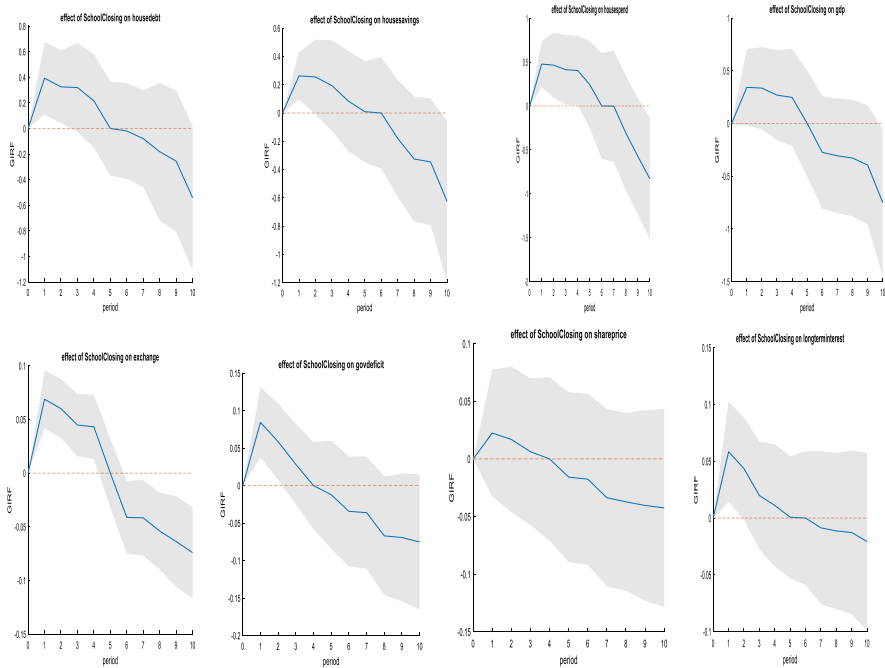 effect of SchoolClosing on housedebt
0.8
0.6
0.4
0.2
0
-0.2
-0.4
-0.6
-0.8
-1
-1.2
GIRF
0 1 2 3 4 5 6 7 8 9 10
period
effect of SchoolClosing on housesavings
0.6
0.4
0.2
0
-0.2
-0.4
-0.6
-0.8
-1
-1.2
GIRF
0 1 2 3 4 5 6 7 8 9 10
period
effect of SchoolClosing on housespend
1
0.5
0
-0.5
-1
-1.5
GIRF
0 1 2 3 4 5 6 7 8 9 10
period
effect of SchoolClosing on gdp
1
0.5
0
-0.5
-1
-1.5
GIRF
0 1 2 3 4 5 6 7 8 9 10
period
effect of SchoolClosing on exchange
0.1
0.05
0
-0.05
-0.1
-0.15
GIRF
0 1 2 3 4 5 6 7 8 9 10
period
effect of SchoolClosing on govdeficit
0.15
0.1
0.05
0
-0.05
-0.1
-0.15
-0.2
GIRF
0 1 2 3 4 5 6 7 8 9 10
period
effect of SchoolClosing on shareprice
0.1
0.05
0
-0.05
-0.1
-0.15
GIRF
0 1 2 3 4 5 6 7 8 9 10
period
effect of SchoolClosing on longterminterest
0.15
0.1
0.05
0
-0.05
-0.1
GIRF
0 1 2 3 4 5 6 7 8 9 10
period